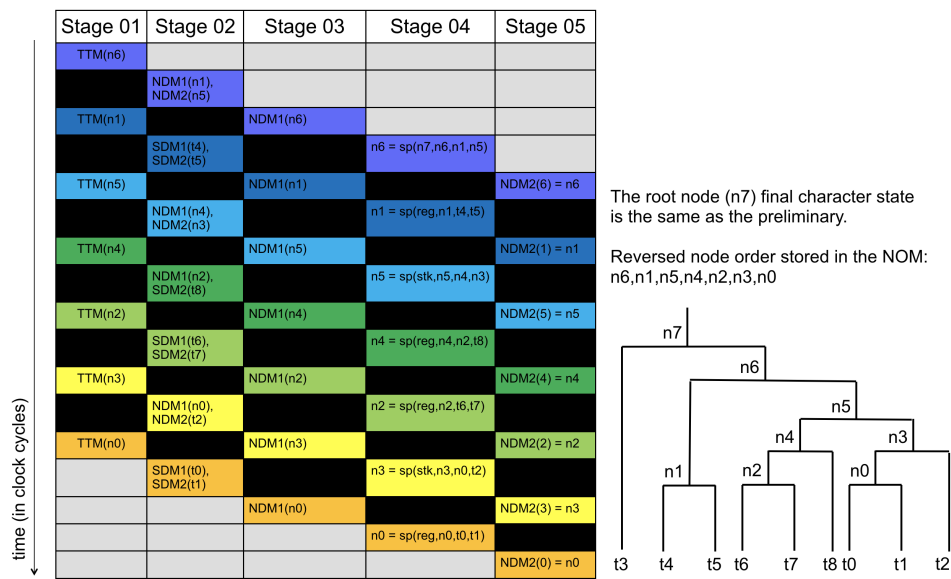 Stage 01 Stage 02 Stage 03 Stage 04 Stage 05
TTM(n6)
NDM1(n1),
NDM2(n5)
TTM(n1) NDM1(n6)
SDM1(t4),
SDM2(t5)
n6 = sp(n7,n6,n1,n5)
TTM(n5) NDM1(n1) NDM2(6) = n6
NDM1(n4),
NDM2(n3)
n1 = sp(reg,n1,t4,t5)
TTM(n4) NDM1(n5) NDM2(1) = n1
NDM1(n2),
SDM2(t8)
n5 = sp(stk,n5,n4,n3)
TTM(n2) NDM1(n4) NDM2(5) = n5
SDM1(t6),
SDM2(t7)
n4 = sp(reg,n4,n2,t8)
TTM(n3) NDM1(n2) NDM2(4) = n4
NDM1(n0),
NDM2(t2)
n2 = sp(reg,n2,t6,t7)
TTM(n0) NDM1(n3) NDM2(2) = n2
SDM1(t0),
SDM2(t1)
n3 = sp(stk,n3,n0,t2)
NDM1(n0) NDM2(3) = n3
n0 = sp(reg,n0,t0,t1)
NDM2(0) = n0
time (in clock cycles)
The root node (n7) final character state
is the same as the preliminary.
Reversed node order stored in the NOM:
n6,n1,n5,n4,n2,n3,n0
n7
n6
n5
n4 n3
n1 n2 n0
t3 t4 t5 t6 t7 t8 t0 t1 t2